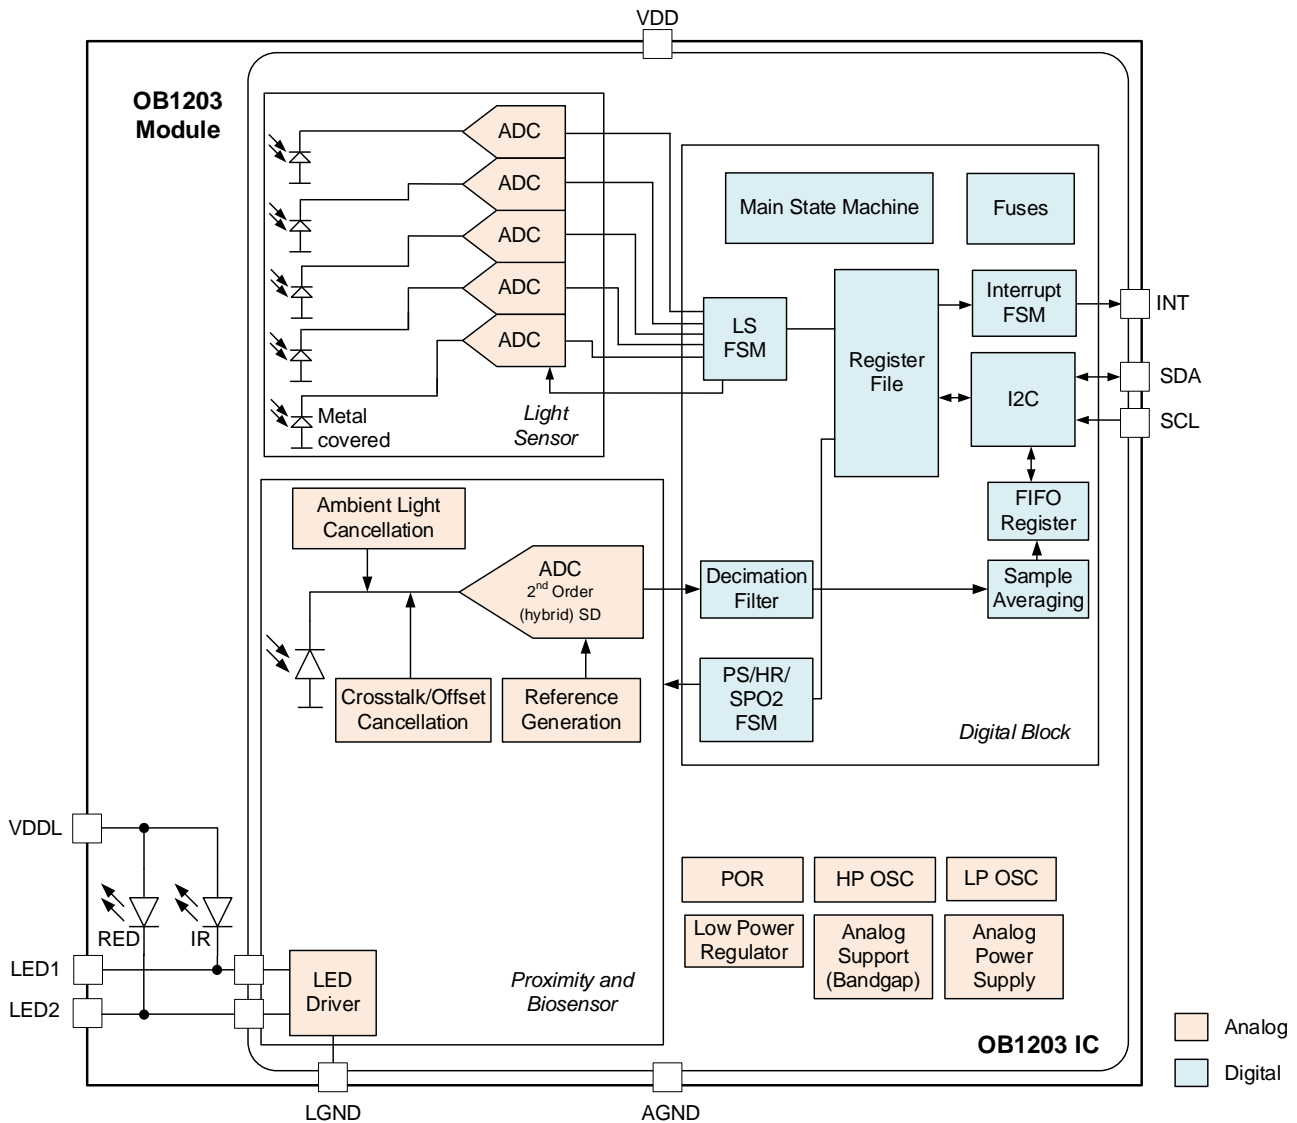 VDD
OB1203
Module
ADC
ADC
ADC
ADC
ADC
Metal
covered
Light
Sensor
Main State Machine
Fuses
LS
FSM
Register
File
Interrupt
FSM
I2C
INT
SDA
SCL
FIFO
Register
Sample
Averaging
Ambient Light
Cancellation
ADC
2nd Order
(hybrid) SD
Decimation
Filter
Crosstalk/Offset
Cancellation
Reference
Generation
PS/HR/
SPO2
FSM
Digital Block
VDDL
RED
IR
LED1
LED2
LED
Driver
Proximity and
Biosensor
POR
HP OSC
LP OSC
Low Power
Regulator
Analog
Support
(Bandgap)
Analog
Power
Supply
OB1203 IC
Analog
Digital
LGND
AGND